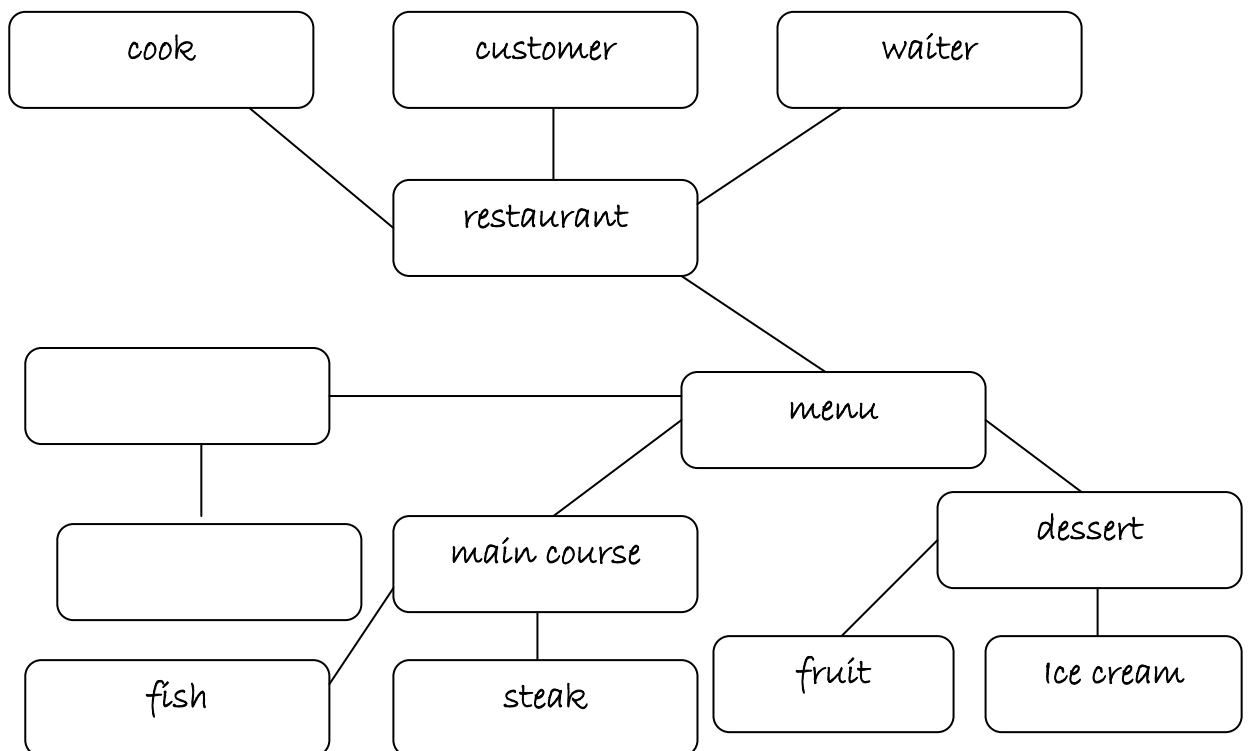 cook
customer
waiter
restaurant
menu
main course
dessert
fish
steak
fruit
Ice cream